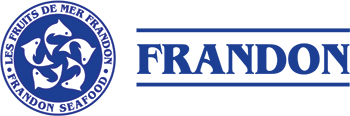 • LES FRUITS DE MER FRANDON •
FRANDON SEAFOOD
FRANDON